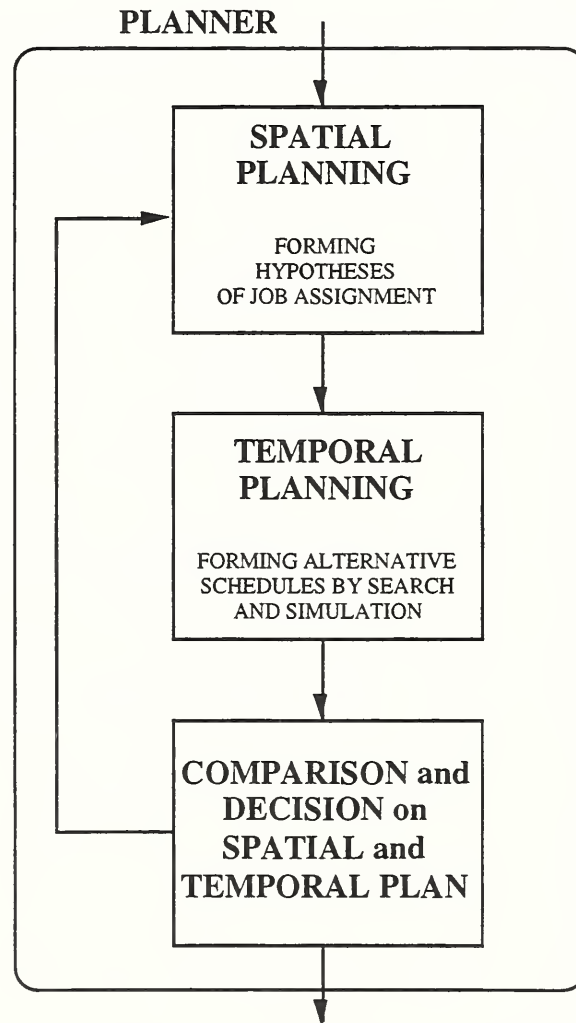 PLANNER
SPATIAL
PLANNING
FORMING
HYPOTHESES
OF JOB ASSIGNMENT
TEMPORAL
PLANNING
FORMING ALTERNATIVE
SCHEDULES BY SEARCH
AND SIMULATION
COMPARISON and
DECISION on
SPATIAL and
TEMPORAL PLAN